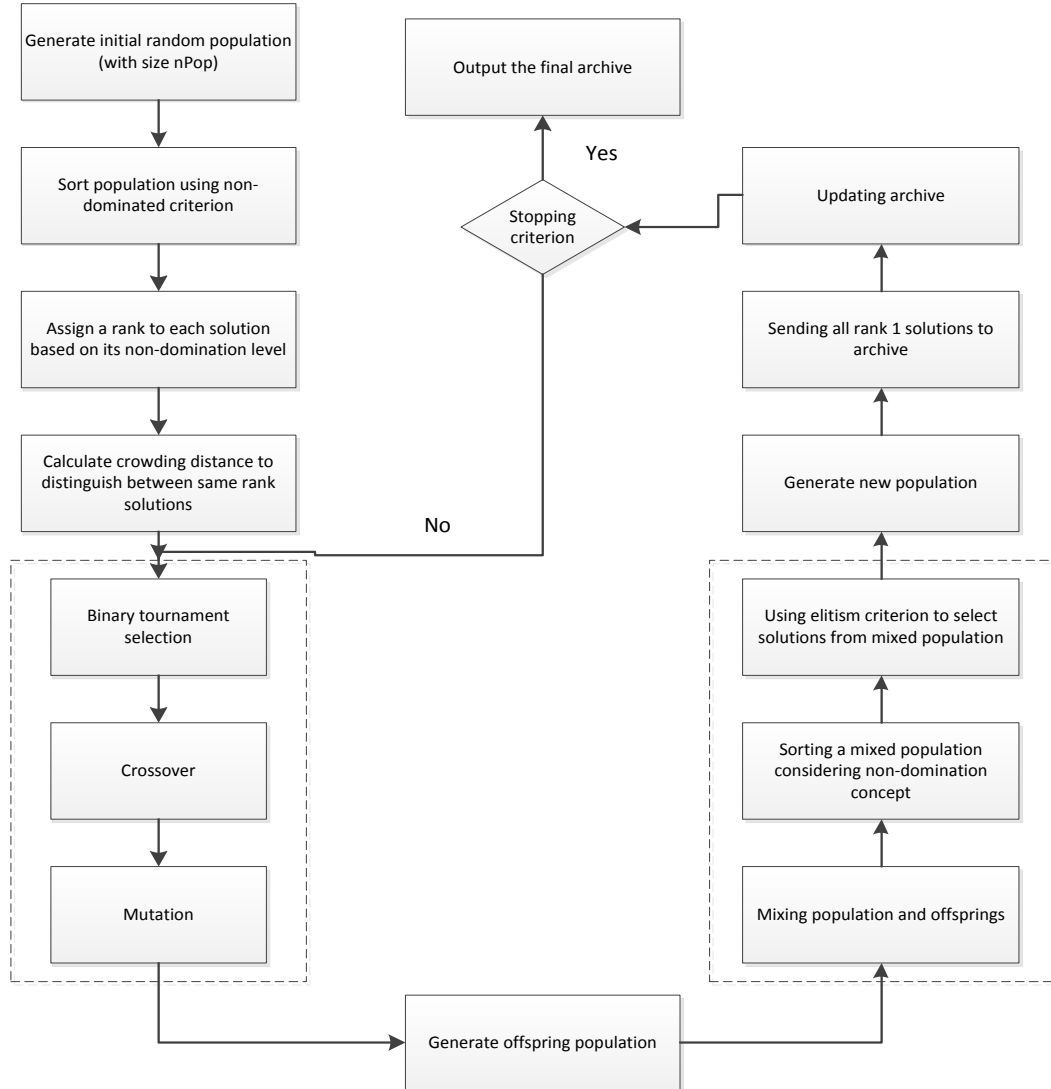 Generate initial random population
(with size nPop)
Sort population using non-
dominated criterion
Assign a rank to each solution
based on its non-domination level
Calculate crowding distance to
distinguish between same rank
solutions
Binary tournament
selection
Crossover
Mutation
Generate offspring population
Mixing population and offsprings
Sorting a mixed population
considering non-domination
concept
Using elitism criterion to select
solutions from mixed population
Generate new population
Sending all rank 1 solutions to
archive
Updating archive
Stopping
criterion
No
Yes
Output the final archive